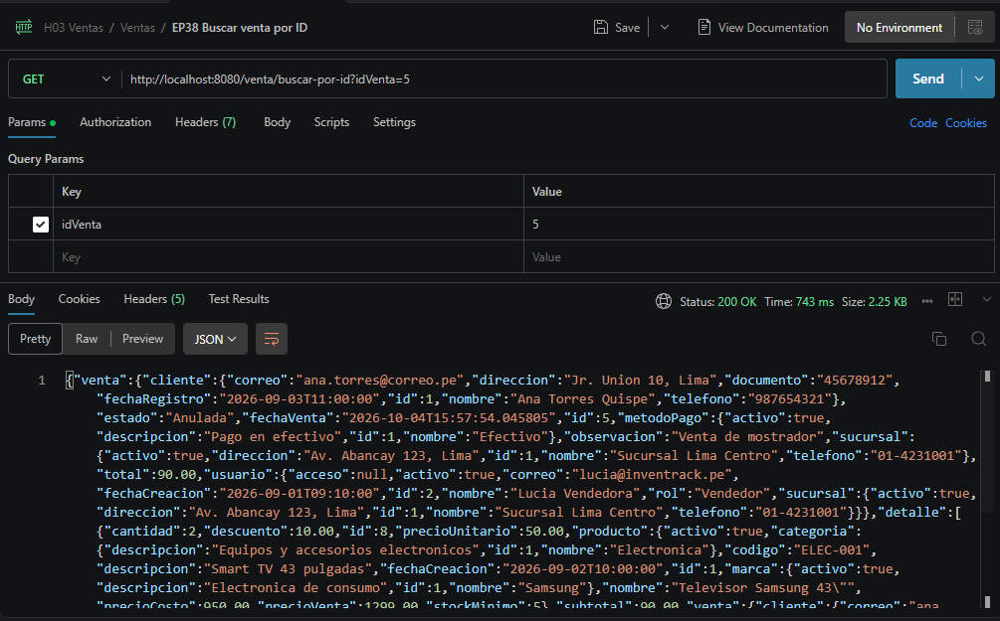 HTTP H03 Ventas / Ventas / EP38 Buscar venta por ID Save View Documentation No Environment
GET http://localhost:8080/venta/buscar-por-id?idVenta=5 Send
Params Authorization Headers (7) Body Scripts Settings Code Cookies
Query Params
Key Value
idVenta 5
Key Value
Body Cookies Headers (5) Test Results Status: 200 OK Time: 743 ms Size: 2.25 KB
Pretty Raw Preview JSON
1 {"venta":{"cliente":{"correo":"ana.torres@correo.pe","direccion":"Jr. Union 10, Lima","documento":"45678912",
"fechaRegistro":"2026-09-03T11:00:00","id":1,"nombre":"Ana Torres Quispe","telefono":"987654321"},
"estado":"Anulada","fechaVenta":"2026-10-04T15:57:54.045805","id":5,"metodoPago":{"activo":true,
"descripcion":"Pago en efectivo","id":1,"nombre":"Efectivo"},"observacion":"Venta de mostrador","sucursal":
{"activo":true,"direccion":"Av. Abancay 123, Lima","id":1,"nombre":"Sucursal Lima Centro","telefono":"01-4231001"},
"total":90.00,"usuario":{"acceso":null,"activo":true,"correo":"lucia@inventrack.pe",
"fechaCreacion":"2026-09-01T09:10:00","id":2,"nombre":"Lucia Vendedora","rol":"Vendedor","sucursal":{"activo":true,
"direccion":"Av. Abancay 123, Lima","id":1,"nombre":"Sucursal Lima Centro","telefono":"01-4231001"}}},"detalle":[
{"cantidad":2,"descuento":10.00,"id":8,"precioUnitario":50.00,"producto":{"activo":true,"categoria":
{"descripcion":"Equipos y accesorios electronicos","id":1,"nombre":"Electronica"},"codigo":"ELEC-001",
"descripcion":"Smart TV 43 pulgadas","fechaCreacion":"2026-09-02T10:00:00","id":1,"marca":{"activo":true,
"descripcion":"Electronica de consumo","id":1,"nombre":"Samsung"},"nombre":"Televisor Samsung 43\"",
"precioCosto":950.00,"precioVenta":1299.00,"stockMinimo":5},"subtotal":90.00,"venta":{"cliente":{"correo":"ana.